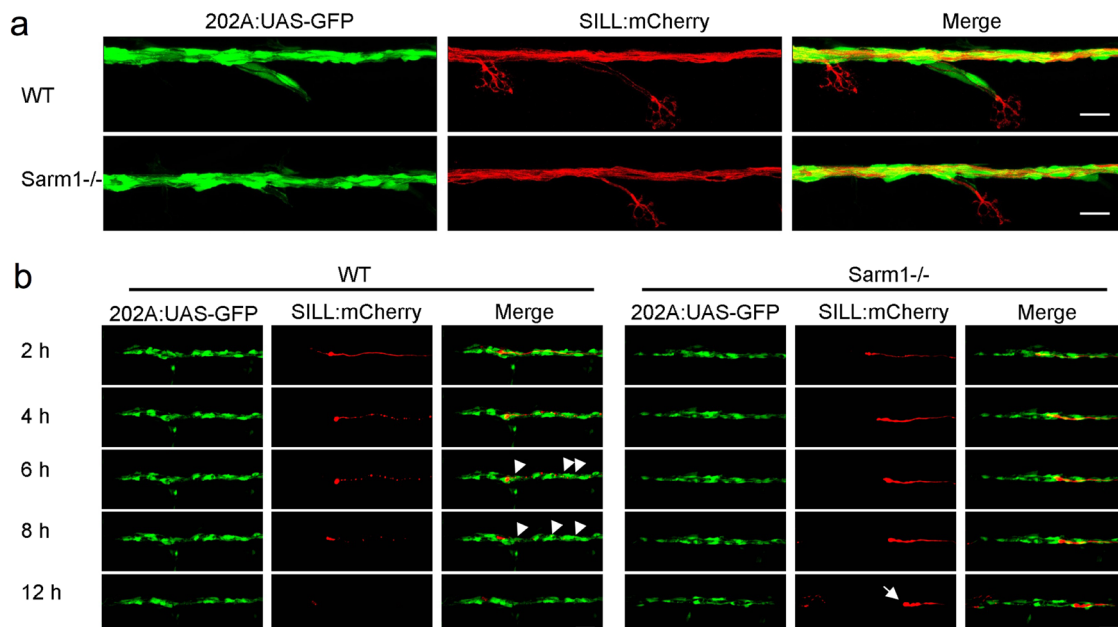 a
202A:UAS-GFP SILL:mCherry Merge
WT
Sarm1-/-
b
WT Sarm1-/-
202A:UAS-GFP SILL:mCherry Merge 202A:UAS-GFP SILL:mCherry Merge
2 h
4 h
6 h
8 h
12 h